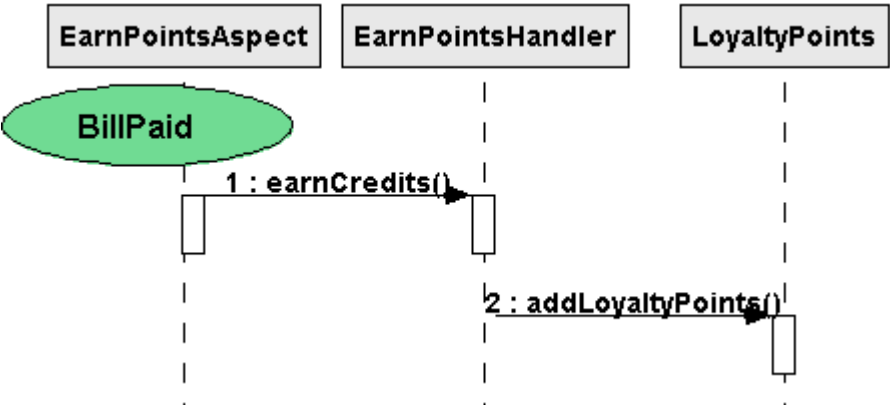 EarnPointsAspect
EarnPointsHandler
LoyaltyPoints
BillPaid
1 : earnCredits()
2 : addLoyaltyPoints()